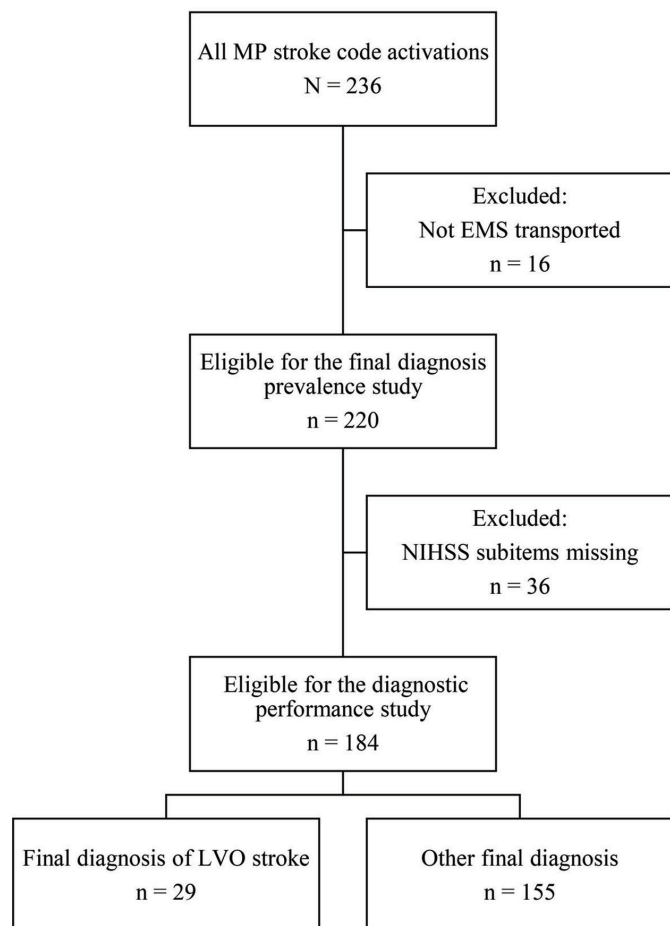 All MP stroke code activations
N = 236
Excluded:
Not EMS transported
n = 16
Eligible for the final diagnosis
prevalence study
n = 220
Excluded:
NIHSS subitems missing
n = 36
Eligible for the diagnostic
performance study
n = 184
Final diagnosis of LVO stroke
n = 29
Other final diagnosis
n = 155